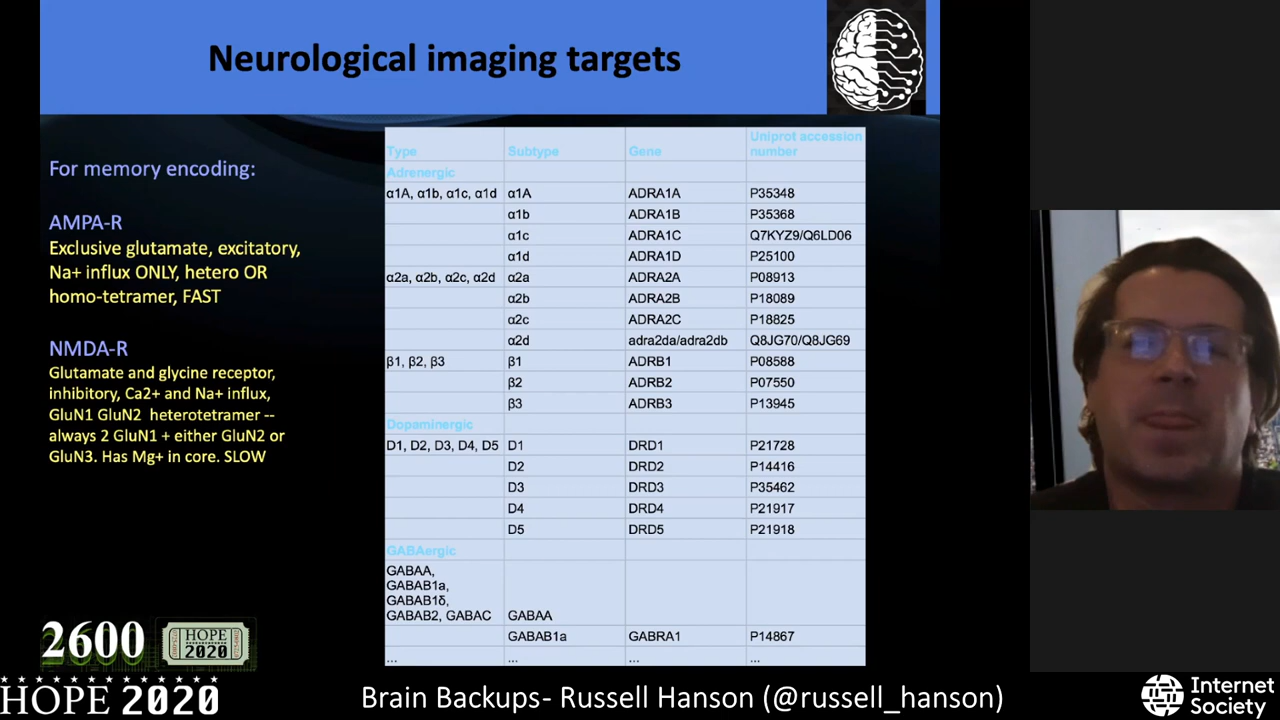 Neurological imaging targets
For memory encoding:
AMPA-R
Exclusive glutamate, excitatory,
Na+ influx ONLY, hetero OR
homo-tetramer, FAST
NMDA-R
Glutamate and glycine receptor,
inhibitory, Ca2+ and Na+ influx,
GluN1 GluN2 heterotetramer --
always 2 GluN1 + either GluN2 or
GluN3. Has Mg+ in core. SLOW
Type Subtype Gene Uniprot accession number
Adrenergic
α1A, α1b, α1c, α1d α1A ADRA1A P35348
α1b ADRA1B P35368
α1c ADRA1C Q7KYZ9/Q6LD06
α1d ADRA1D P25100
α2a, α2b, α2c, α2d α2a ADRA2A P08913
α2b ADRA2B P18089
α2c ADRA2C P18825
α2d adra2da/adra2db Q8JG70/Q8JG69
β1, β2, β3 β1 ADRB1 P08588
β2 ADRB2 P07550
β3 ADRB3 P13945
Dopaminergic
D1, D2, D3, D4, D5 D1 DRD1 P21728
D2 DRD2 P14416
D3 DRD3 P35462
D4 DRD4 P21917
D5 DRD5 P21918
GABAergic
GABAA,
GABAB1a,
GABAB1δ,
GABAB2, GABAC GABAA
GABAB1a GABRA1 P14867
... ... ... ...
2600
HOPE
2020
HOPE 2020
Brain Backups- Russell Hanson (@russell_hanson)
Internet
Society